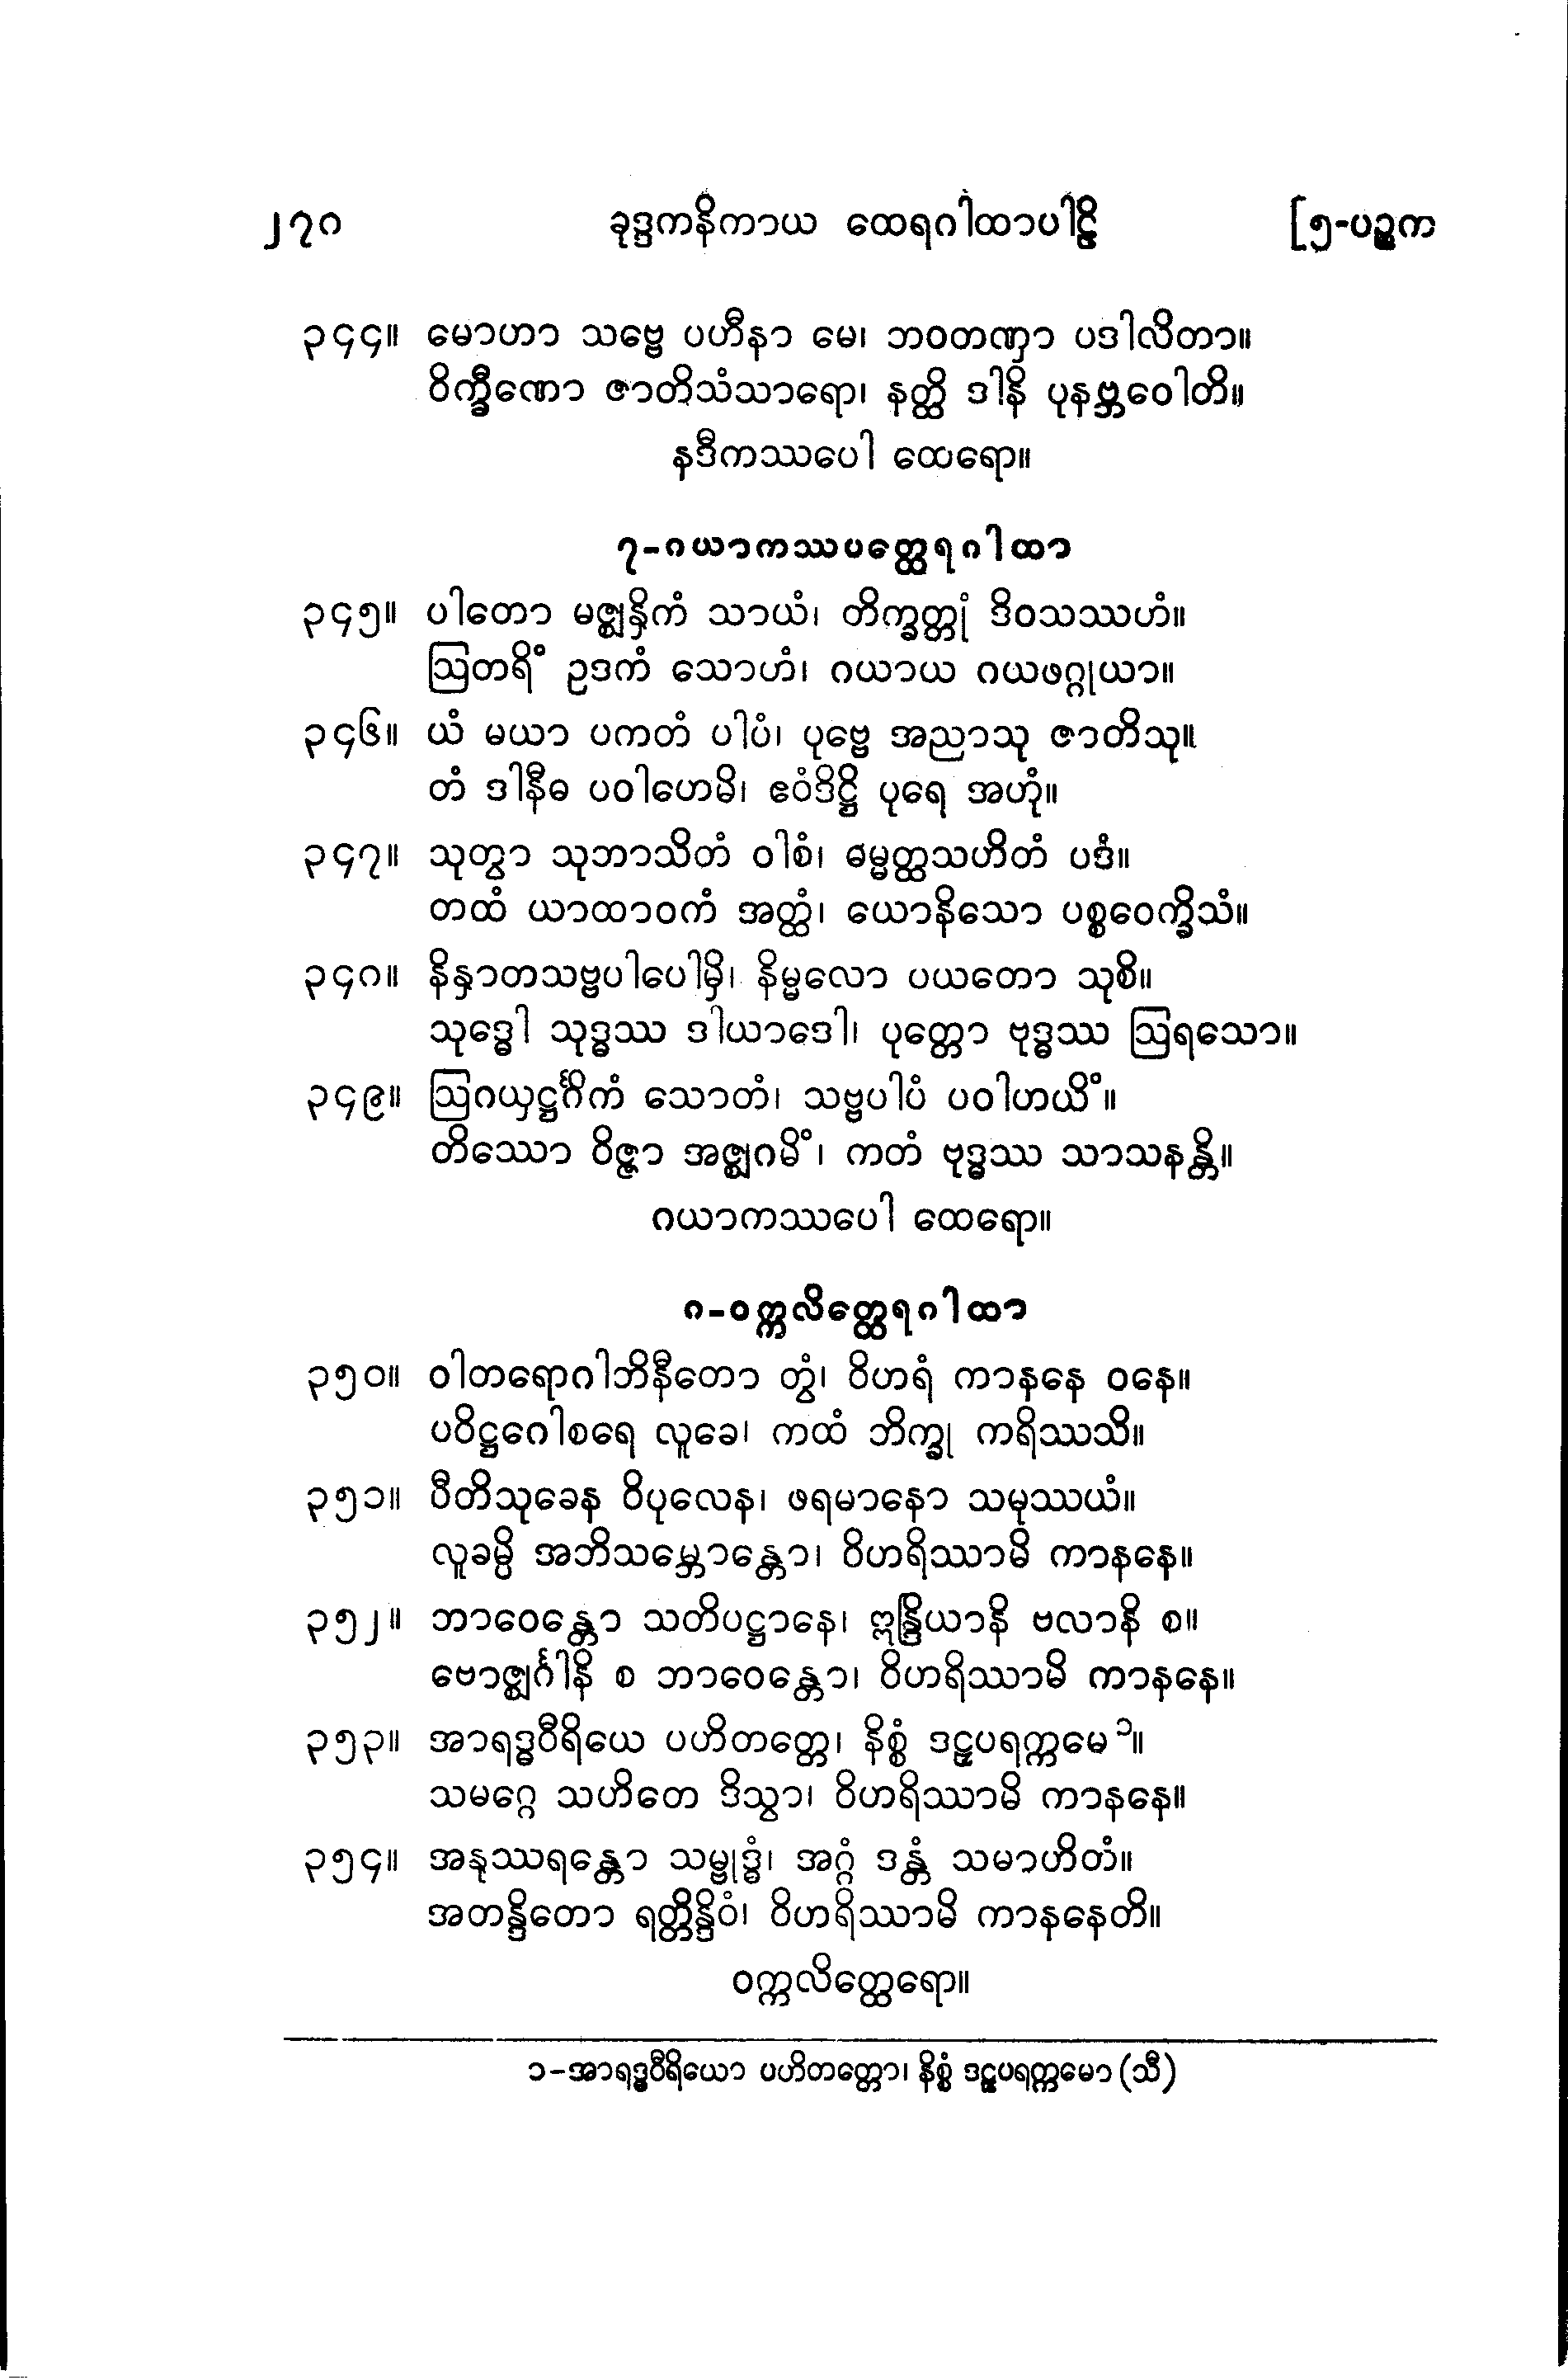 ၂၇၈ ခုဒ္ဒကနိကာယ ထေရဂါထာပါဠိ [၅-ပဉ္စက
၃၄၄။ မောဟာ သဗ္ဗေ ပဟီနာ မေ၊ ဘဝတဏှာ ပဒါလိတာ။
ဝိက္ခီဏော ဇာတိသံသာရော၊ နတ္ထိ ဒါနိ ပုနဗ္ဘဝေါတိ။
နဒီကဿပေါ ထေရော။
၇-ဂယာကဿပတ္ထေရဂါထာ
၃၄၅။ ပါတော မဇ္ဈနှိကံ သာယံ၊ တိက္ခတ္တုံ ဒိဝသဿဟံ။
ဩတရိံ ဥဒကံ သောဟံ၊ ဂယာယ ဂယဖဂ္ဂုယာ။
၃၄၆။ ယံ မယာ ပကတံ ပါပံ၊ ပုဗ္ဗေ အညာသု ဇာတိသု။
တံ ဒါနီဓ ပဝါဟေမိ၊ ဧဝံဒိဋ္ဌိ ပုရေ အဟုံ။
၃၄၇။ သုတွာ သုဘာသိတံ ဝါစံ၊ ဓမ္မတ္ထသဟိတံ ပဒံ။
တထံ ယာထာဝကံ အတ္ထံ၊ ယောနိသော ပစ္စဝေက္ခိသံ။
၃၄၈။ နိနှာတသဗ္ဗပါပေါမှိ၊ နိမ္မလော ပယတော သုစိ။
သုဒ္ဓေါ သုဒ္ဓဿ ဒါယာဒေါ၊ ပုတ္တော ဗုဒ္ဓဿ ဩရသော။
၃၄၉။ ဩဂယှဋ္ဌင်္ဂိကံ သောတံ၊ သဗ္ဗပါပံ ပဝါဟယိံ။
တိဿော ဝိဇ္ဇာ အဇ္ဈဂမိံ၊ ကတံ ဗုဒ္ဓဿ သာသနန္တိ။
ဂယာကဿပေါ ထေရော။
၈-ဝက္ကလိတ္ထေရဂါထာ
၃၅၀။ ဝါတရောဂါဘိနီတော တွံ၊ ဝိဟရံ ကာနနေ ဝနေ။
ပဝိဋ္ဌဂေါစရေ လူခေ၊ ကထံ ဘိက္ခု ကရိဿသိ။
၃၅၁။ ပီတိသုခေန ဝိပုလေန၊ ဖရမာနော သမုဿယံ။
လူခမ္ပိ အဘိသမ္ဘောန္တော၊ ဝိဟရိဿာမိ ကာနနေ။
၃၅၂။ ဘာဝေန္တော သတိပဋ္ဌာနေ၊ ဣန္ဒြိယာနိ ဗလာနိ စ။
ဗောဇ္ဈင်္ဂါနိ စ ဘာဝေန္တော၊ ဝိဟရိဿာမိ ကာနနေ။
၃၅၃။ အာရဒ္ဓဝီရိယေ ပဟိတတ္တေ၊ နိစ္စံ ဒဠှပရက္ကမေ ၁။
သမဂ္ဂေ သဟိတေ ဒိသွာ၊ ဝိဟရိဿာမိ ကာနနေ။
၃၅၄။ အနုဿရန္တော သမ္ဗုဒ္ဓံ၊ အဂ္ဂံ ဒန္တံ သမာဟိတံ။
အတန္ဒိတော ရတ္တိန္ဒိဝံ၊ ဝိဟရိဿာမိ ကာနနေတိ။
ဝက္ကလိတ္ထေရော။
၁-အာရဒ္ဓဝီရိယော ပဟိတတ္တော၊ နိစ္စံ ဒဠှပရက္ကမော (သီ)